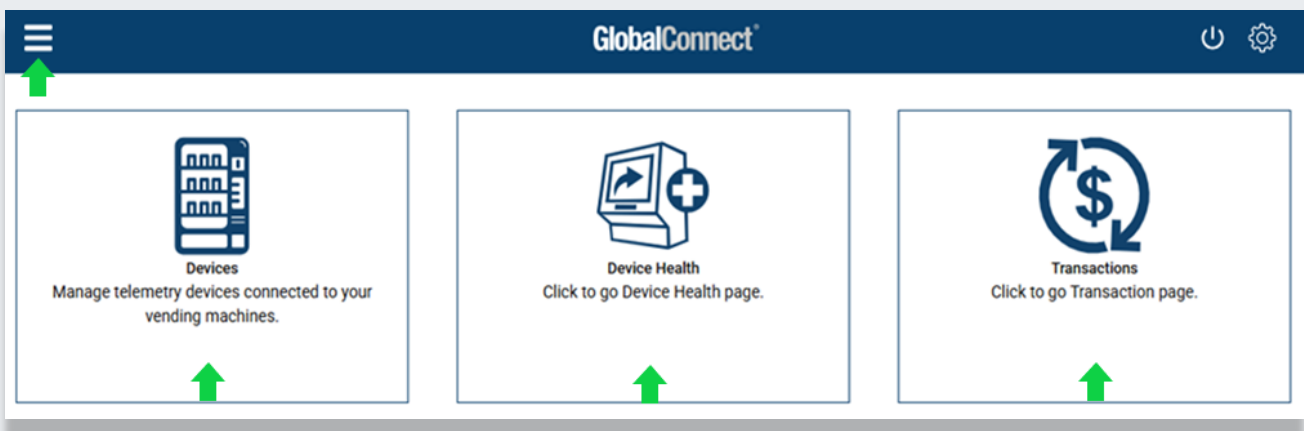 GlobalConnect®
$
Devices
Manage telemetry devices connected to your
vending machines.
Device Health
Click to go Device Health page.
Transactions
Click to go Transaction page.